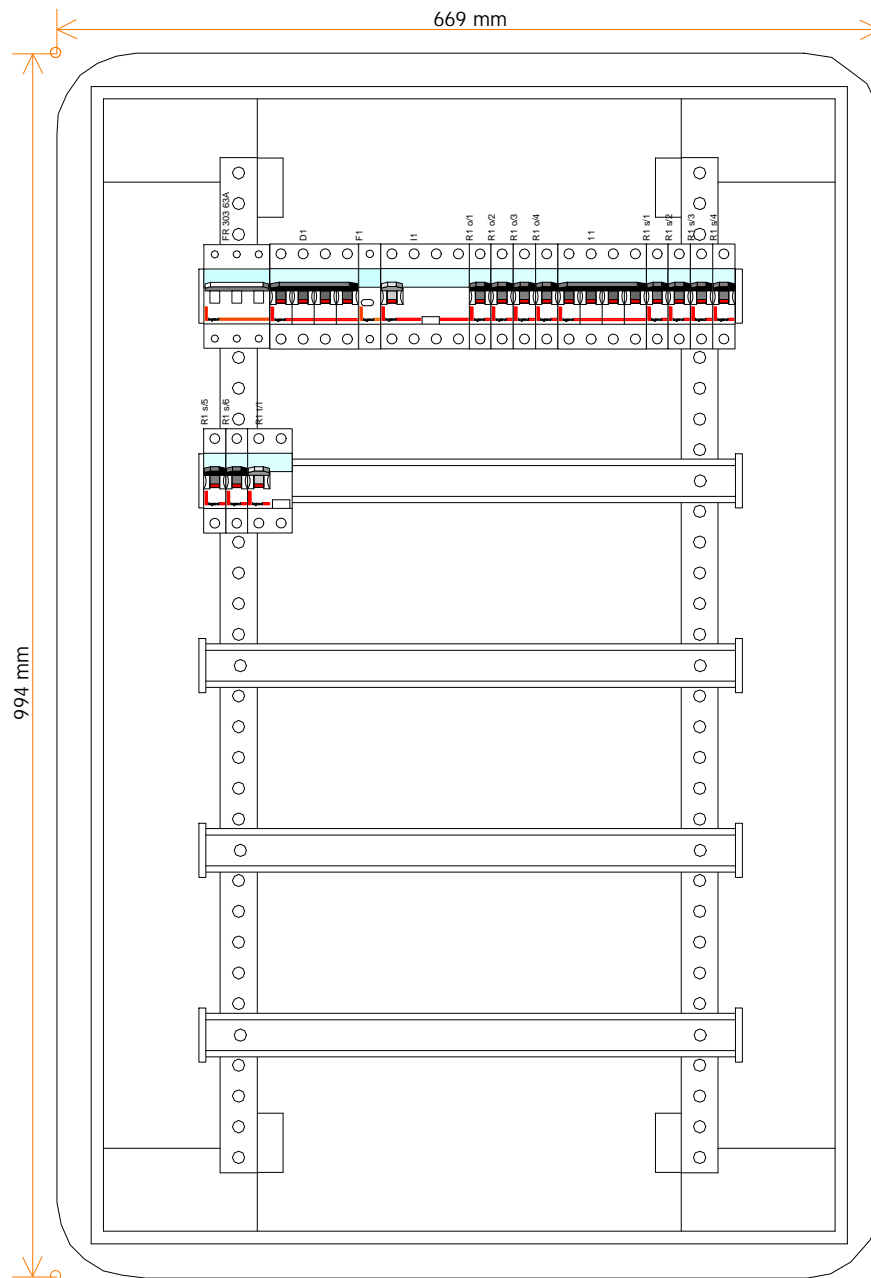 669 mm
994 mm
FR 303 63A
D1
F1
I1
R1 o/1
R1 o/2
R1 o/3
R1 o/4
11
R1 s/1
R1 s/2
R1 s/3
R1 s/4
R1 s/5
R1 s/6
R1 t/1